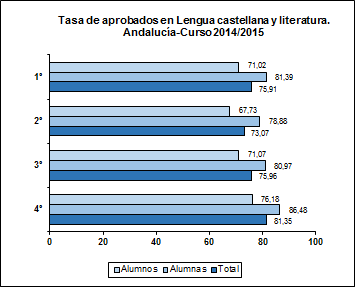 Tasa de aprobados en Lengua castellana y literatura.
Andalucía-Curso 2014/2015
71,02
1º
81,39
75,91
67,73
2º
78,88
73,07
71,07
3º
80,97
75,96
76,18
4º
86,48
81,35
0 20 40 60 80 100
Alumnos Alumnas Total